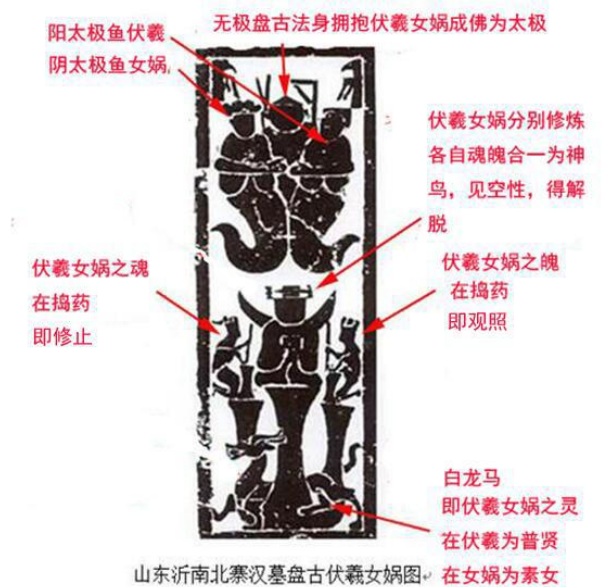 无极盘古法身拥抱伏羲女娲成佛为太极
阳太极鱼伏羲
阴太极鱼女娲
伏羲女娲分别修炼
各自魂魄合一为神
鸟，见空性，得解
脱
伏羲女娲之魂
在捣药
即修止
伏羲女娲之魄
在捣药
即观照
白龙马
即伏羲女娲之灵
在伏羲为普贤
在女娲为素女
山东沂南北寨汉墓盘古伏羲女娲图